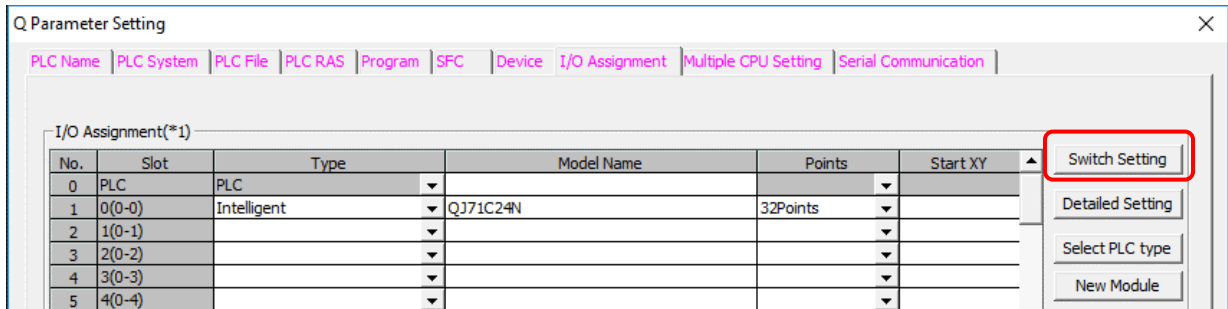 Q Parameter Setting
PLC Name PLC System PLC File PLC RAS Program SFC Device I/O Assignment Multiple CPU Setting Serial Communication
I/O Assignment(*1)
No. Slot Type Model Name Points Start XY
0 PLC PLC
1 0(0-0) Intelligent QJ71C24N 32Points
2 1(0-1)
3 2(0-2)
4 3(0-3)
5 4(0-4)
Switch Setting
Detailed Setting
Select PLC type
New Module